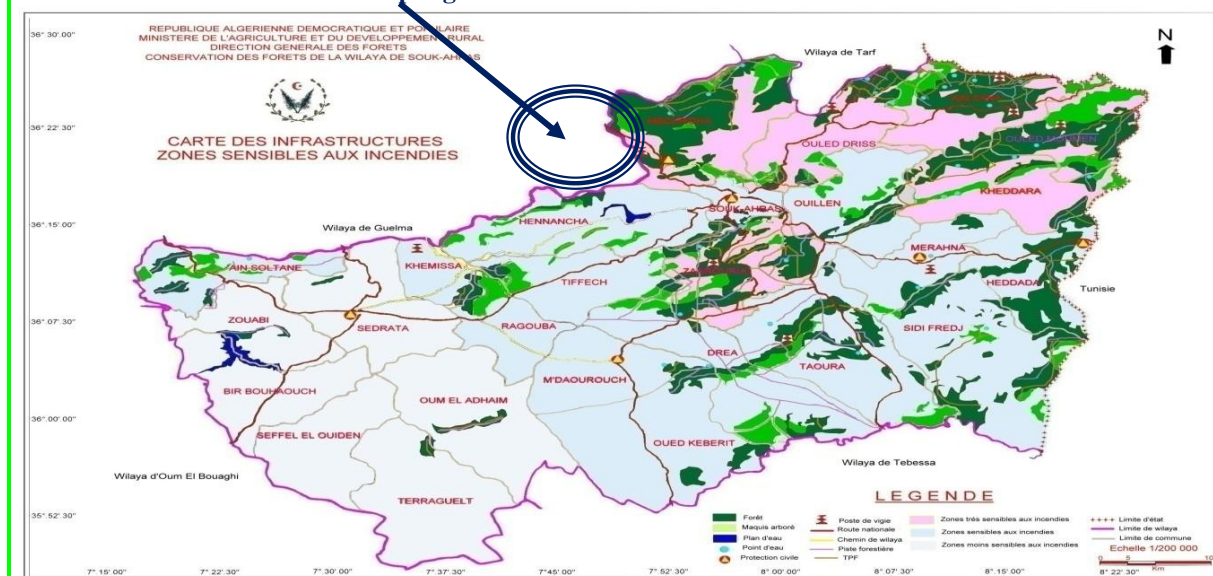 REPUBLIQUE ALGERIENNE DEMOCRATIQUE ET POPULAIRE
MINISTERE DE L'AGRICULTURE ET DU DEVELOPPEMENT RURAL
DIRECTION GENERALE DES FORETS
CONSERVATION DES FORETS DE LA WILAYA DE SOUK-AHRAS
CARTE DES INFRASTRUCTURES
ZONES SENSIBLES AUX INCENDIES
N
36° 30' 00"
36° 22' 30"
36° 15' 00"
36° 07' 30"
36° 00' 00"
35° 52' 30"
Wilaya de Tarf
Wilaya de Guelma
Tunisie
Wilaya d'Oum El Bouaghi
Wilaya de Tebessa
OULED DRISS
KHEDDARA
HENNANCHA
SOUK-AHRAS
OUILLEN
MERAHNA
AIN SOLTANE
KHEMISSA
TIFFECH
HEDDADA
ZOUABI
SEDRATA
RAGOUBA
SIDI FREDJ
DREA
TAOURA
BIR BOUHAOUCH
M'DAOUROUCH
OUM EL ADHAIM
SEFFEL EL OUIDEN
OUED KEBERIT
TERRAGUELT
LEGENDE
Forêt
Maquis arboré
Plan d'eau
Point d'eau
Protection civile
Poste de vigie
Route nationale
Chemin de wilaya
Piste forestière
TPF
Zones trés sensibles aux incendies
Zones sensibles aux incendies
Zones moins sensibles aux incendies
Limite d'état
Limite de wilaya
Limite de commune
Echelle 1/200 000
0 5 10
Km
7° 15' 00" 7° 22' 30" 7° 30' 00" 7° 37' 30" 7° 45' 00" 7° 52' 30" 8° 00' 00" 8° 07' 30" 8° 15' 00" 8° 22' 30"